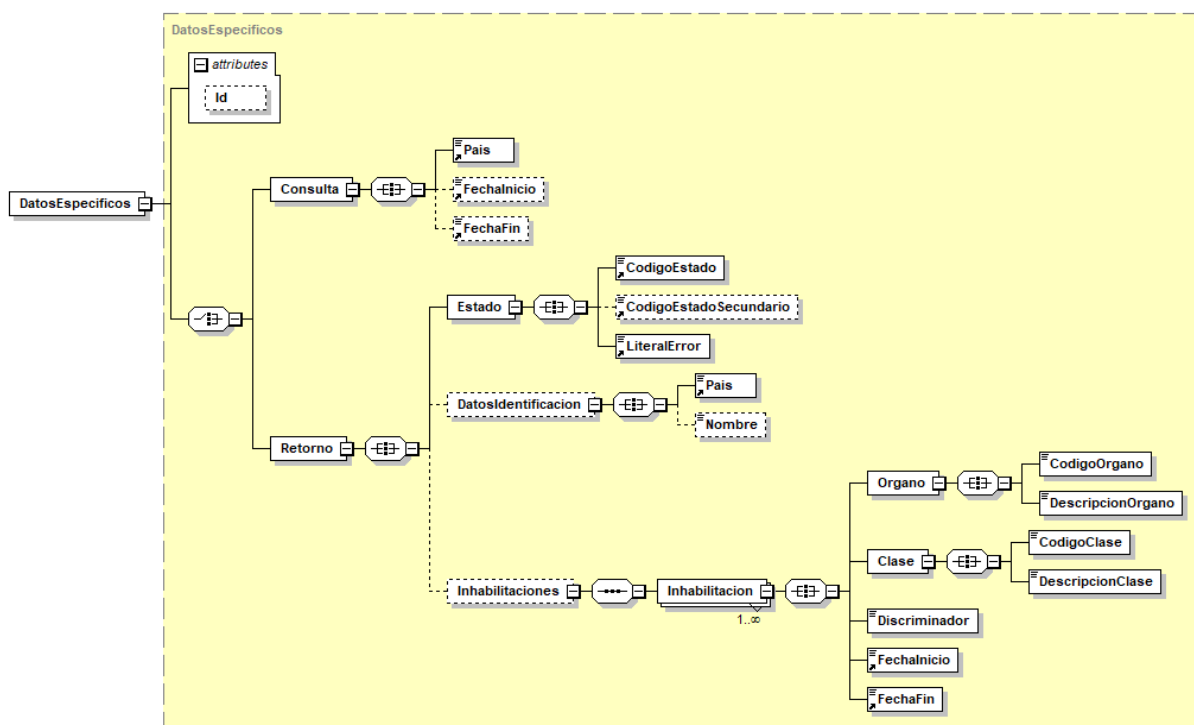 DatosEspecificos
attributes
Id
Pais
Consulta
FechaInicio
DatosEspecificos
FechaFin
CodigoEstado
Estado
CodigoEstadoSecundario
LiteralError
Pais
DatosIdentificacion
Nombre
Retorno
CodigoOrgano
Organo
DescripcionOrgano
CodigoClase
Clase
DescripcionClase
Inhabilitaciones
Inhabilitacion
1..∞
Discriminador
FechaInicio
FechaFin